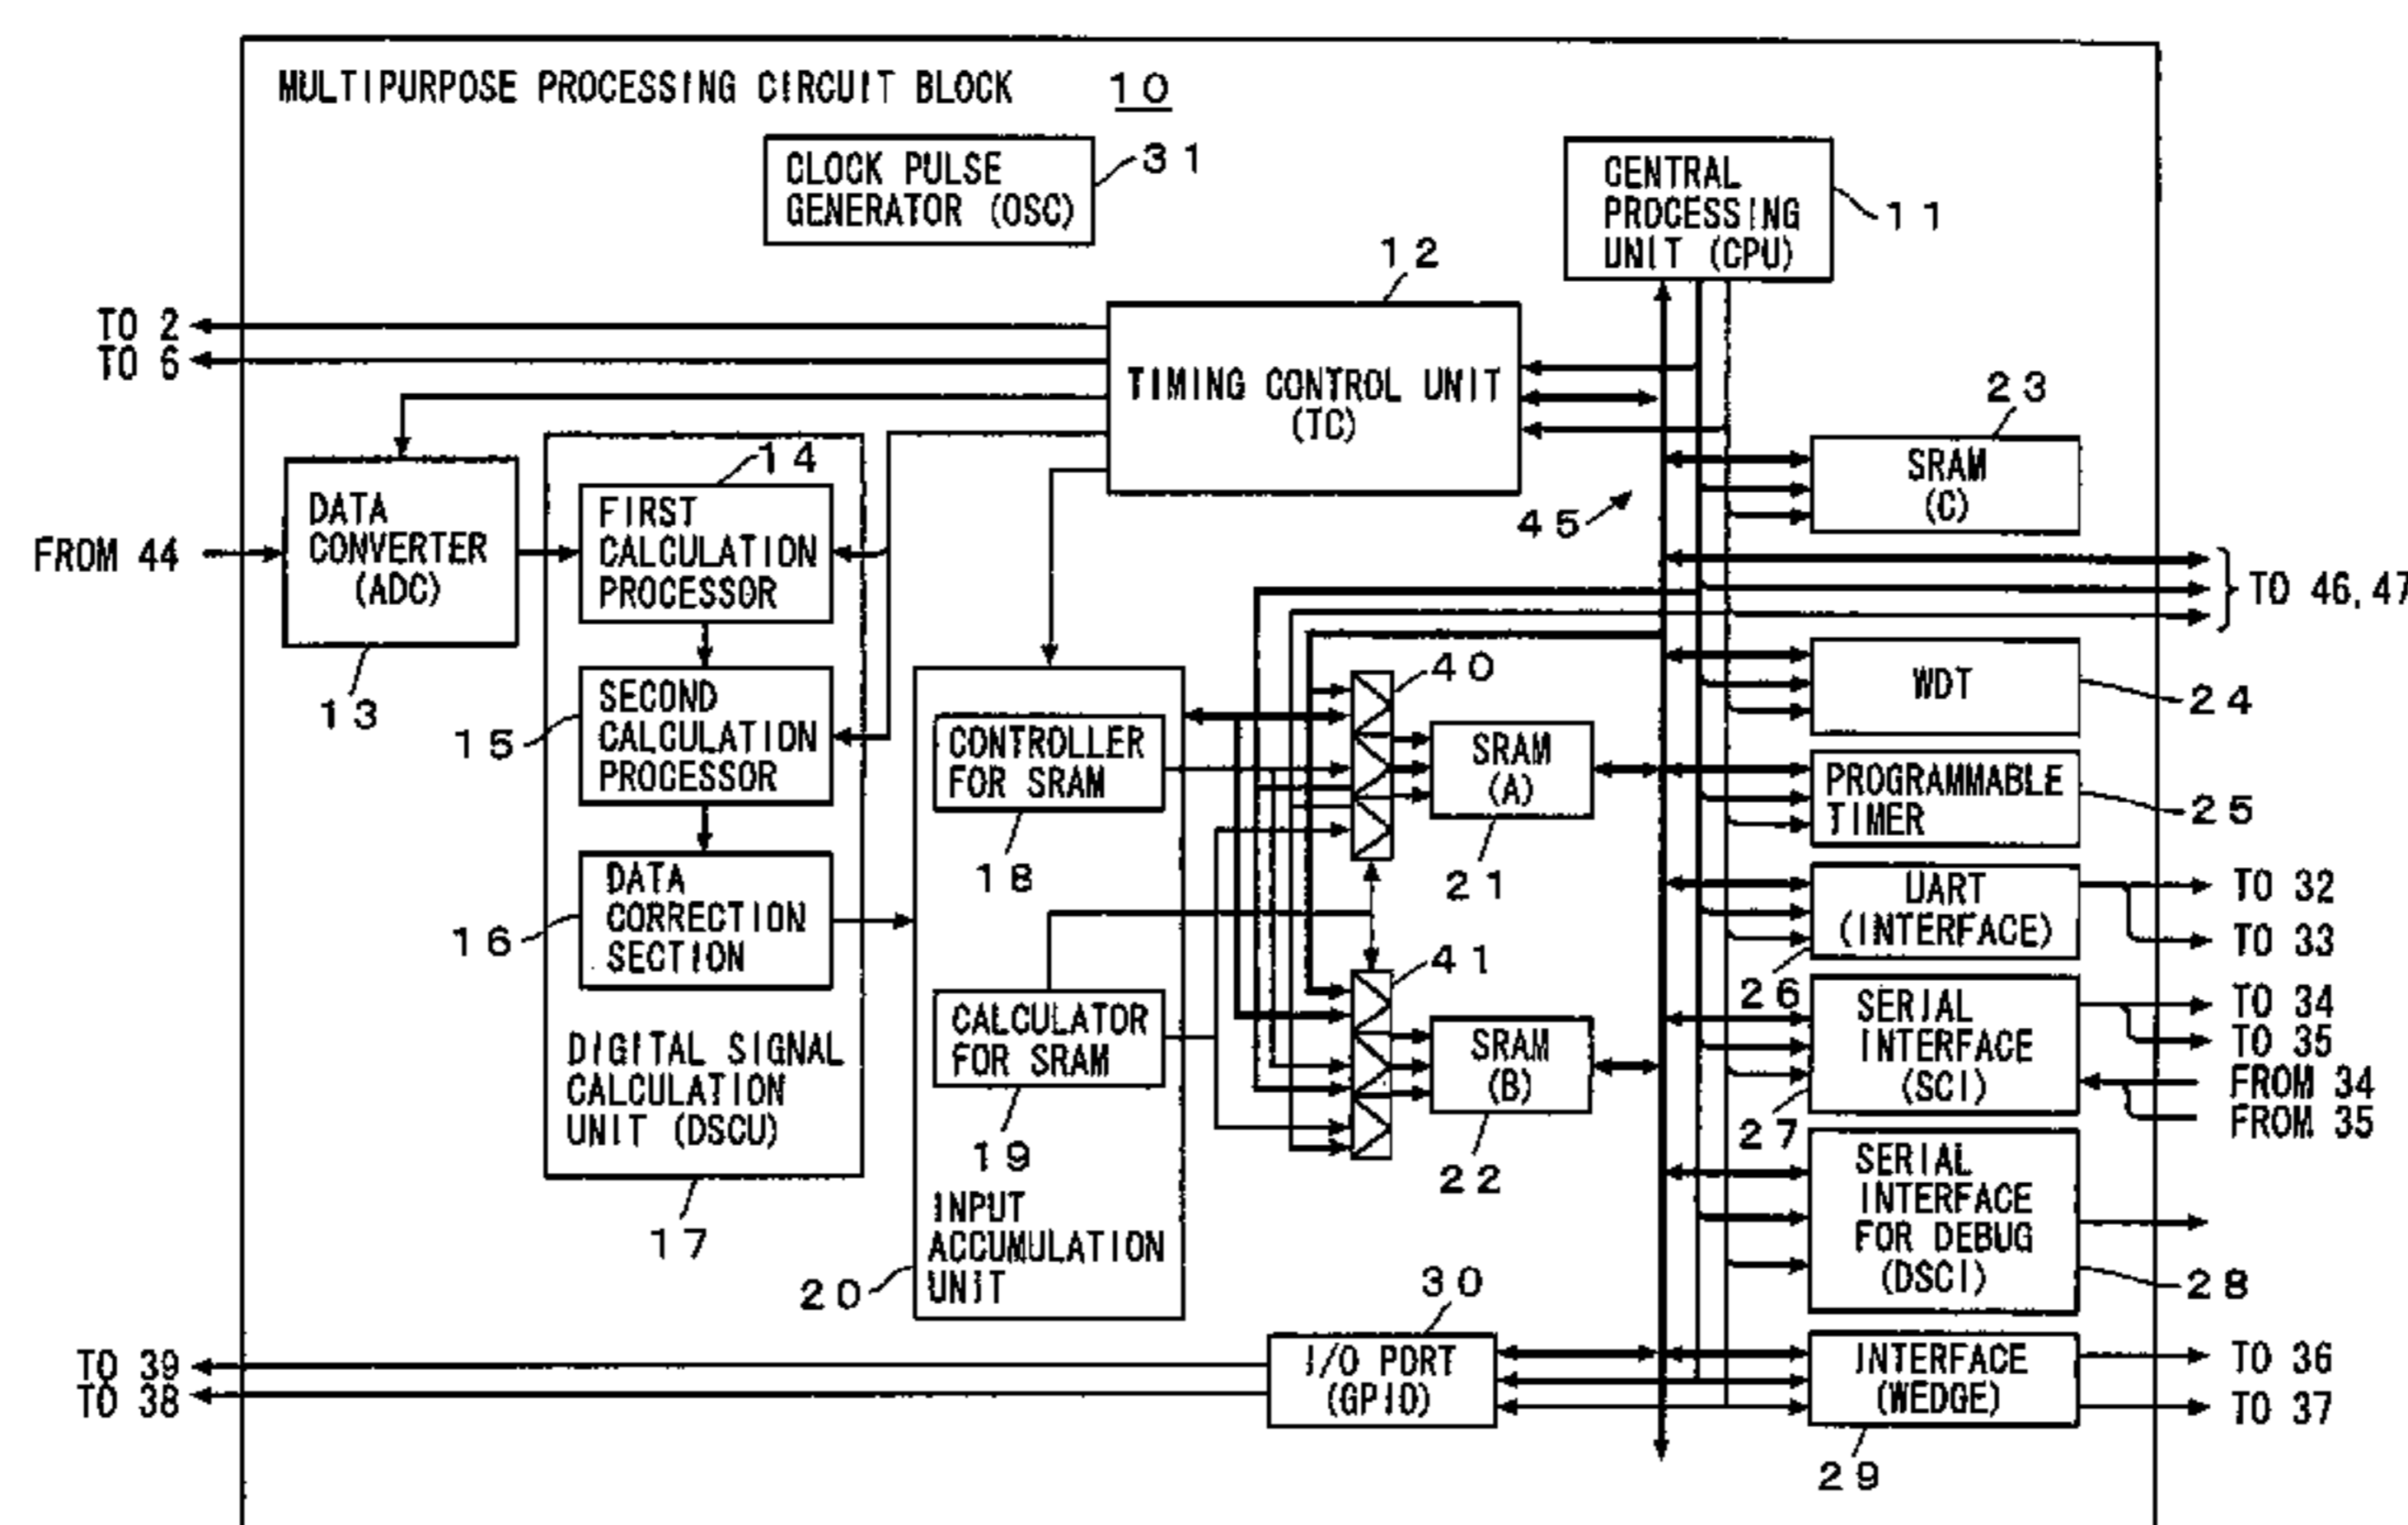 MULTIPURPOSE PROCESSING CIRCUIT BLOCK 10
CLOCK PULSE
GENERATOR (OSC)
31
CENTRAL
PROCESSING
UNIT (CPU)
11
12
TO 2
TO 6
TIMING CONTROL UNIT
(TC)
23
SRAM
(C)
45
FROM 44
DATA
CONVERTER
(ADC)
13
14
FIRST
CALCULATION
PROCESSOR
15
SECOND
CALCULATION
PROCESSOR
16
DATA
CORRECTION
SECTION
DIGITAL SIGNAL
CALCULATION
UNIT (DSCU)
17
CONTROLLER
FOR SRAM
18
CALCULATOR
FOR SRAM
19
INPUT
ACCUMULATION
UNIT
20
40
SRAM
(A)
21
41
SRAM
(B)
22
TO 46,47
WDT
24
PROGRAMMABLE
TIMER
25
UART
(INTERFACE)
26
TO 32
TO 33
SERIAL
INTERFACE
(SCI)
27
TO 34
TO 35
FROM 34
FROM 35
SERIAL
INTERFACE
FOR DEBUG
(DSCI)
28
30
I/O PORT
(GPIO)
TO 39
TO 38
INTERFACE
(WEDGE)
29
TO 36
TO 37